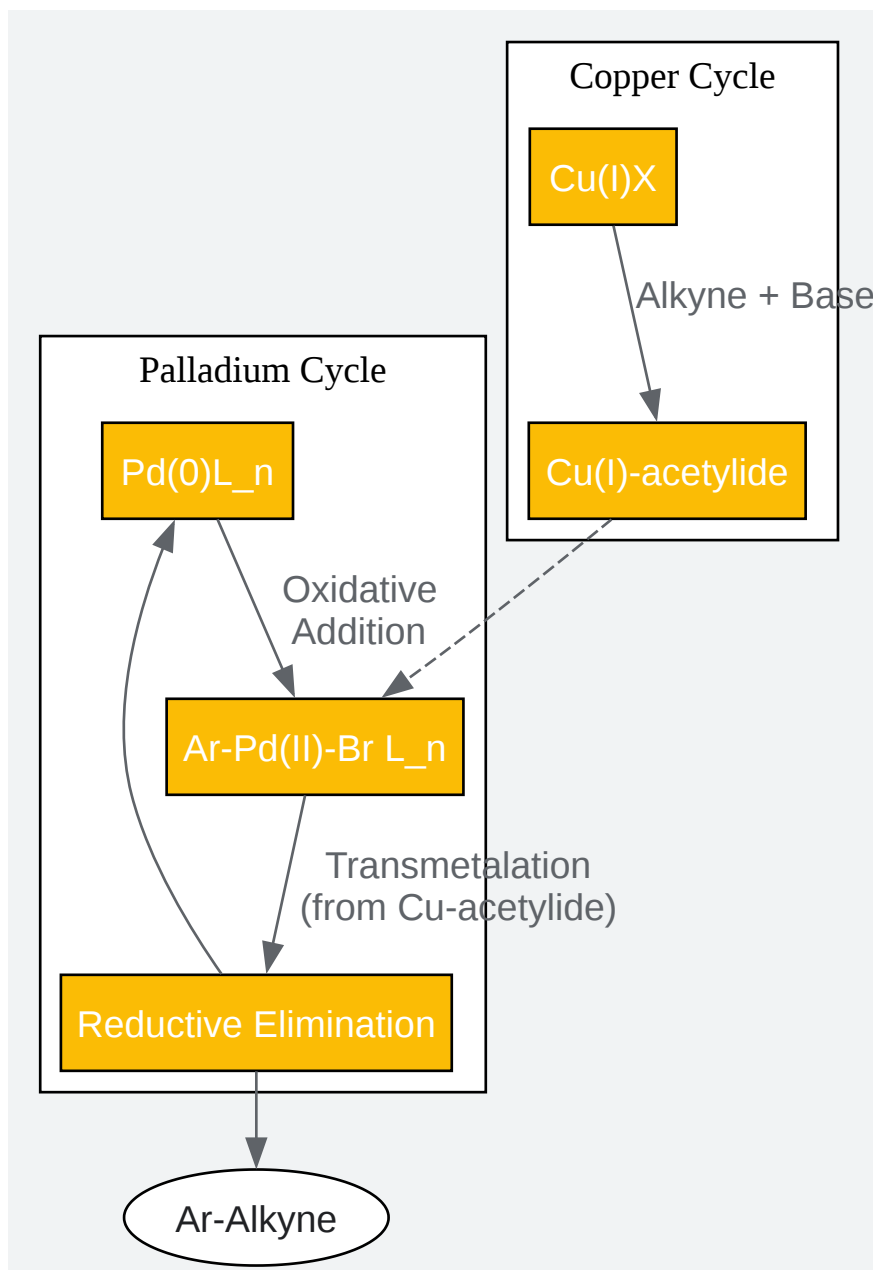 Copper Cycle
Cu(I)X
Alkyne + Base
Cu(I)-acetylide
Palladium Cycle
Pd(0)L_n
Oxidative
Addition
Ar-Pd(II)-Br L_n
Transmetalation
(from Cu-acetylide)
Reductive Elimination
Ar-Alkyne